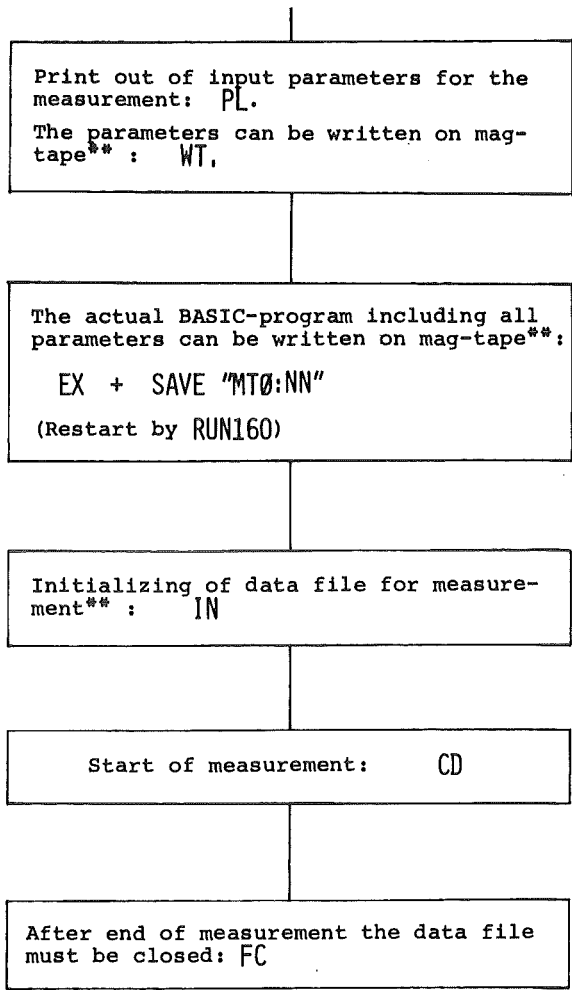 Print out of input parameters for the
measurement: PL.
The parameters can be written on mag-
tape** : WT.
The actual BASIC-program including all
parameters can be written on mag-tape**:
EX + SAVE "MTØ:NN"
(Restart by RUN160)
Initializing of data file for measure-
ment** : IN
Start of measurement: CD
After end of measurement the data file
must be closed: FC